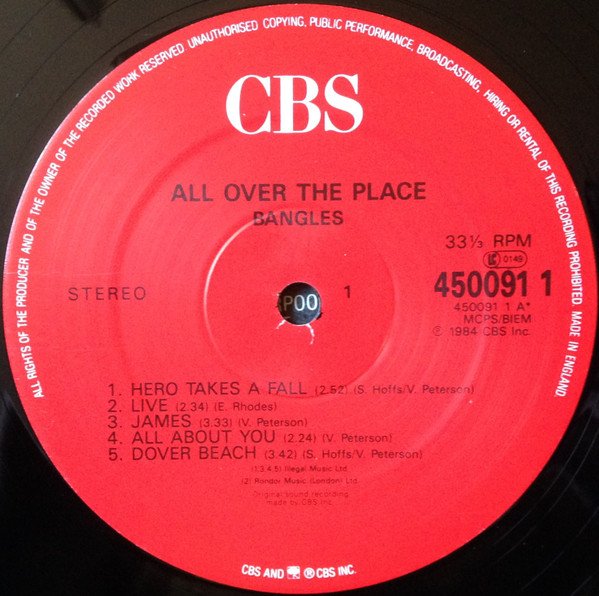 ALL RIGHTS OF THE PRODUCER AND OF THE OWNER OF THE RECORDED WORK RESERVED. UNAUTHORISED COPYING, PUBLIC PERFORMANCE, BROADCASTING, HIRING OR RENTAL OF THIS RECORDING PROHIBITED. MADE IN ENGLAND.
CBS
ALL OVER THE PLACE
BANGLES
33⅓ RPM
LC 0149
STEREO
POO
1
450091 1
450091 1 A*
MCPS/BIEM
℗ 1984 CBS Inc.
1. HERO TAKES A FALL (2.52) (S. Hoffs/V. Peterson)
2. LIVE (2.34) (E. Rhodes)
3. JAMES (3.33) (V. Peterson)
4. ALL ABOUT YOU (2.24) (V. Peterson)
5. DOVER BEACH (3.42) (S. Hoffs/V. Peterson)
(1,3,4,5) Illegal Music Ltd.
(2) Rondor Music (London) Ltd.
Original sound recording
made by CBS Inc.
CBS AND ® CBS INC.